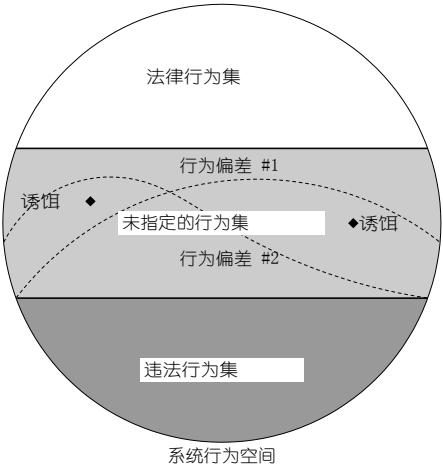 法律行为集
行为偏差 #1
诱饵
未指定的行为集
诱饵
行为偏差 #2
违法行为集
系统行为空间